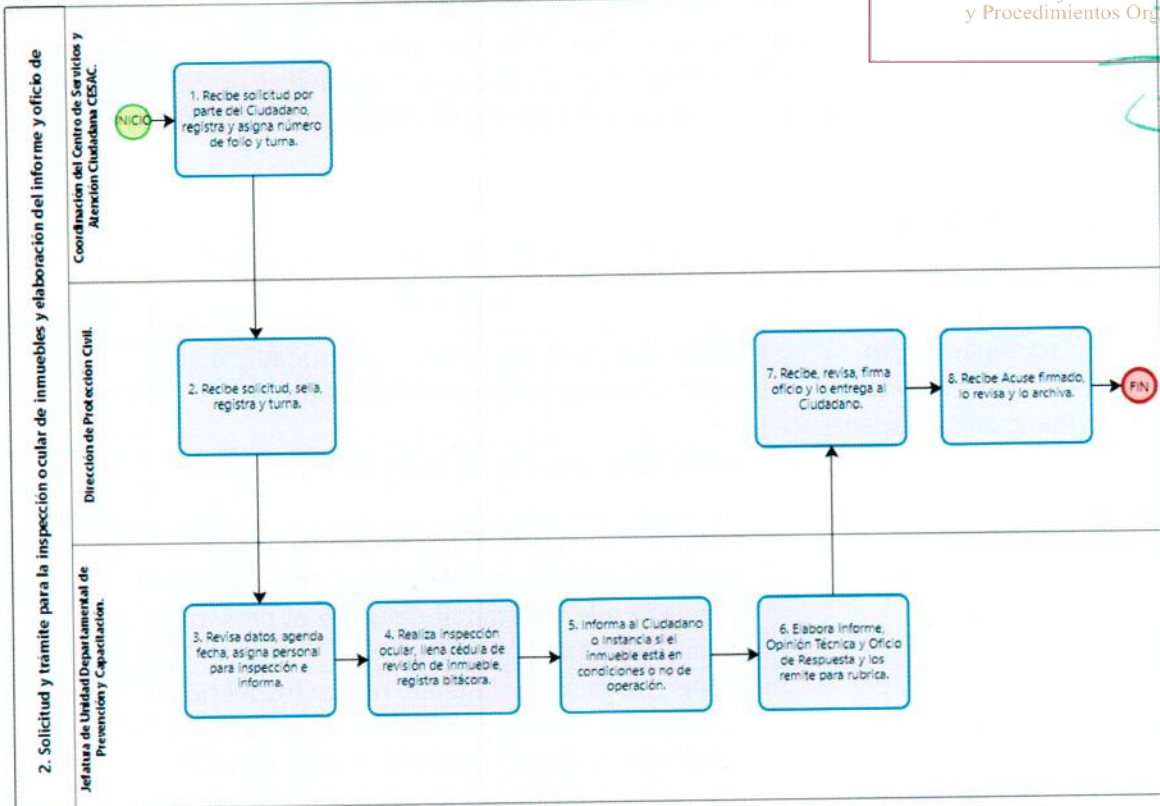 y Procedimientos Org
2. Solicitud y trámite para la inspección ocular de inmuebles y elaboración del informe y oficio de
Coordinación del Centro de Servicios y
Atención Ciudadana CESAC.
INICIO
1. Recibe solicitud por
parte del Ciudadano,
registra y asigna número
de folio y turna.
Dirección de Protección Civil.
2. Recibe solicitud, sella,
registra y turna.
7. Recibe, revisa, firma
oficio y lo entrega al
Ciudadano.
8. Recibe Acuse firmado,
lo revisa y lo archiva.
FIN
Jefatura de Unidad Departamental de
Prevención y Capacitación.
3. Revisa datos, agenda
fecha, asigna personal
para inspección e
informa.
4. Realiza inspección
ocular, llena cédula de
revisión de inmueble,
registra bitácora.
5. Informa al Ciudadano
o Instancia si el
inmueble está en
condiciones o no de
operación.
6. Elabora Informe,
Opinión Técnica y Oficio
de Respuesta y los
remite para rubrica.